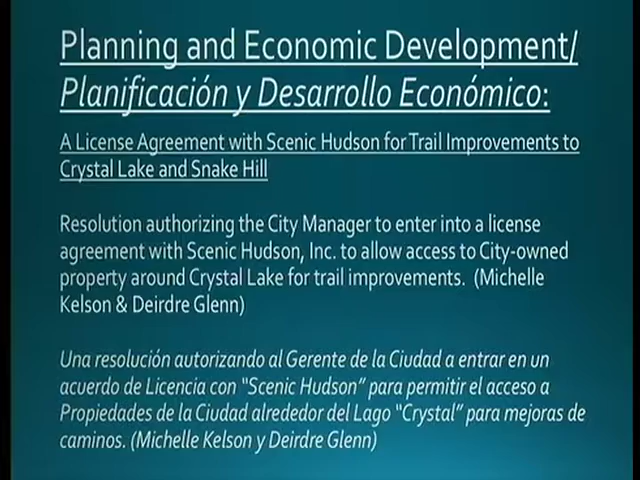 Planning and Economic Development/
Planificación y Desarrollo Económico:
A License Agreement with Scenic Hudson for Trail Improvements to
Crystal Lake and Snake Hill
Resolution authorizing the City Manager to enter into a license
agreement with Scenic Hudson, Inc. to allow access to City-owned
property around Crystal Lake for trail improvements. (Michelle
Kelson & Deirdre Glenn)
Una resolución autorizando al Gerente de la Ciudad a entrar en un
acuerdo de Licencia con “Scenic Hudson” para permitir el acceso a
Propiedades de la Ciudad alrededor del Lago “Crystal” para mejoras de
caminos. (Michelle Kelson y Deirdre Glenn)